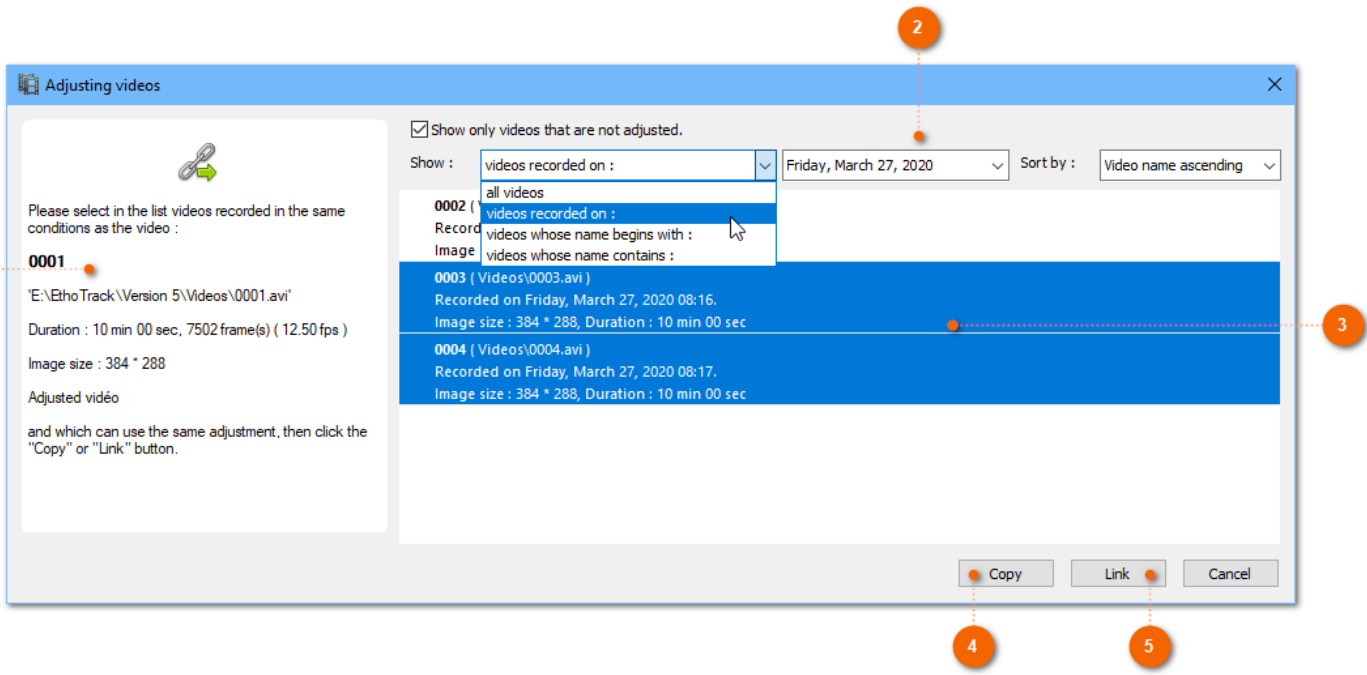 2
Adjusting videos
Show only videos that are not adjusted.
Show : videos recorded on : Friday, March 27, 2020 Sort by : Video name ascending
all videos
videos recorded on :
videos whose name begins with :
videos whose name contains :
Please select in the list videos recorded in the same
conditions as the video :
0001
'E:\EthoTrack\Version 5\Videos\0001.avi'
Duration : 10 min 00 sec, 7502 frame(s) ( 12.50 fps )
Image size : 384 * 288
Adjusted vidéo
and which can use the same adjustment, then click the
"Copy" or "Link" button.
0002 (
Record
Image
0003 ( Videos\0003.avi )
Recorded on Friday, March 27, 2020 08:16.
Image size : 384 * 288, Duration : 10 min 00 sec
3
0004 ( Videos\0004.avi )
Recorded on Friday, March 27, 2020 08:17.
Image size : 384 * 288, Duration : 10 min 00 sec
Copy Link Cancel
4 5